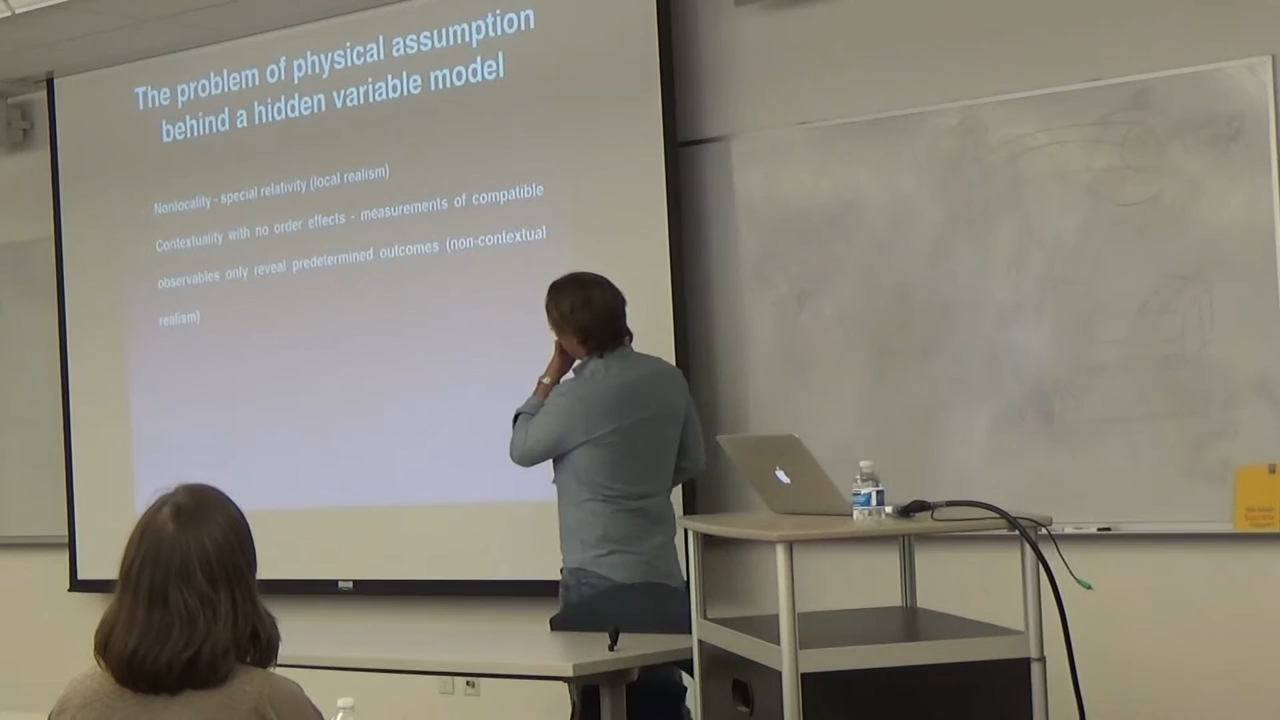 The problem of physical assumption
behind a hidden variable model
Nonlocality - special relativity (local realism)
Contextuality with no order effects - measurements of compatible
observables only reveal predetermined outcomes (non-contextual
realism)